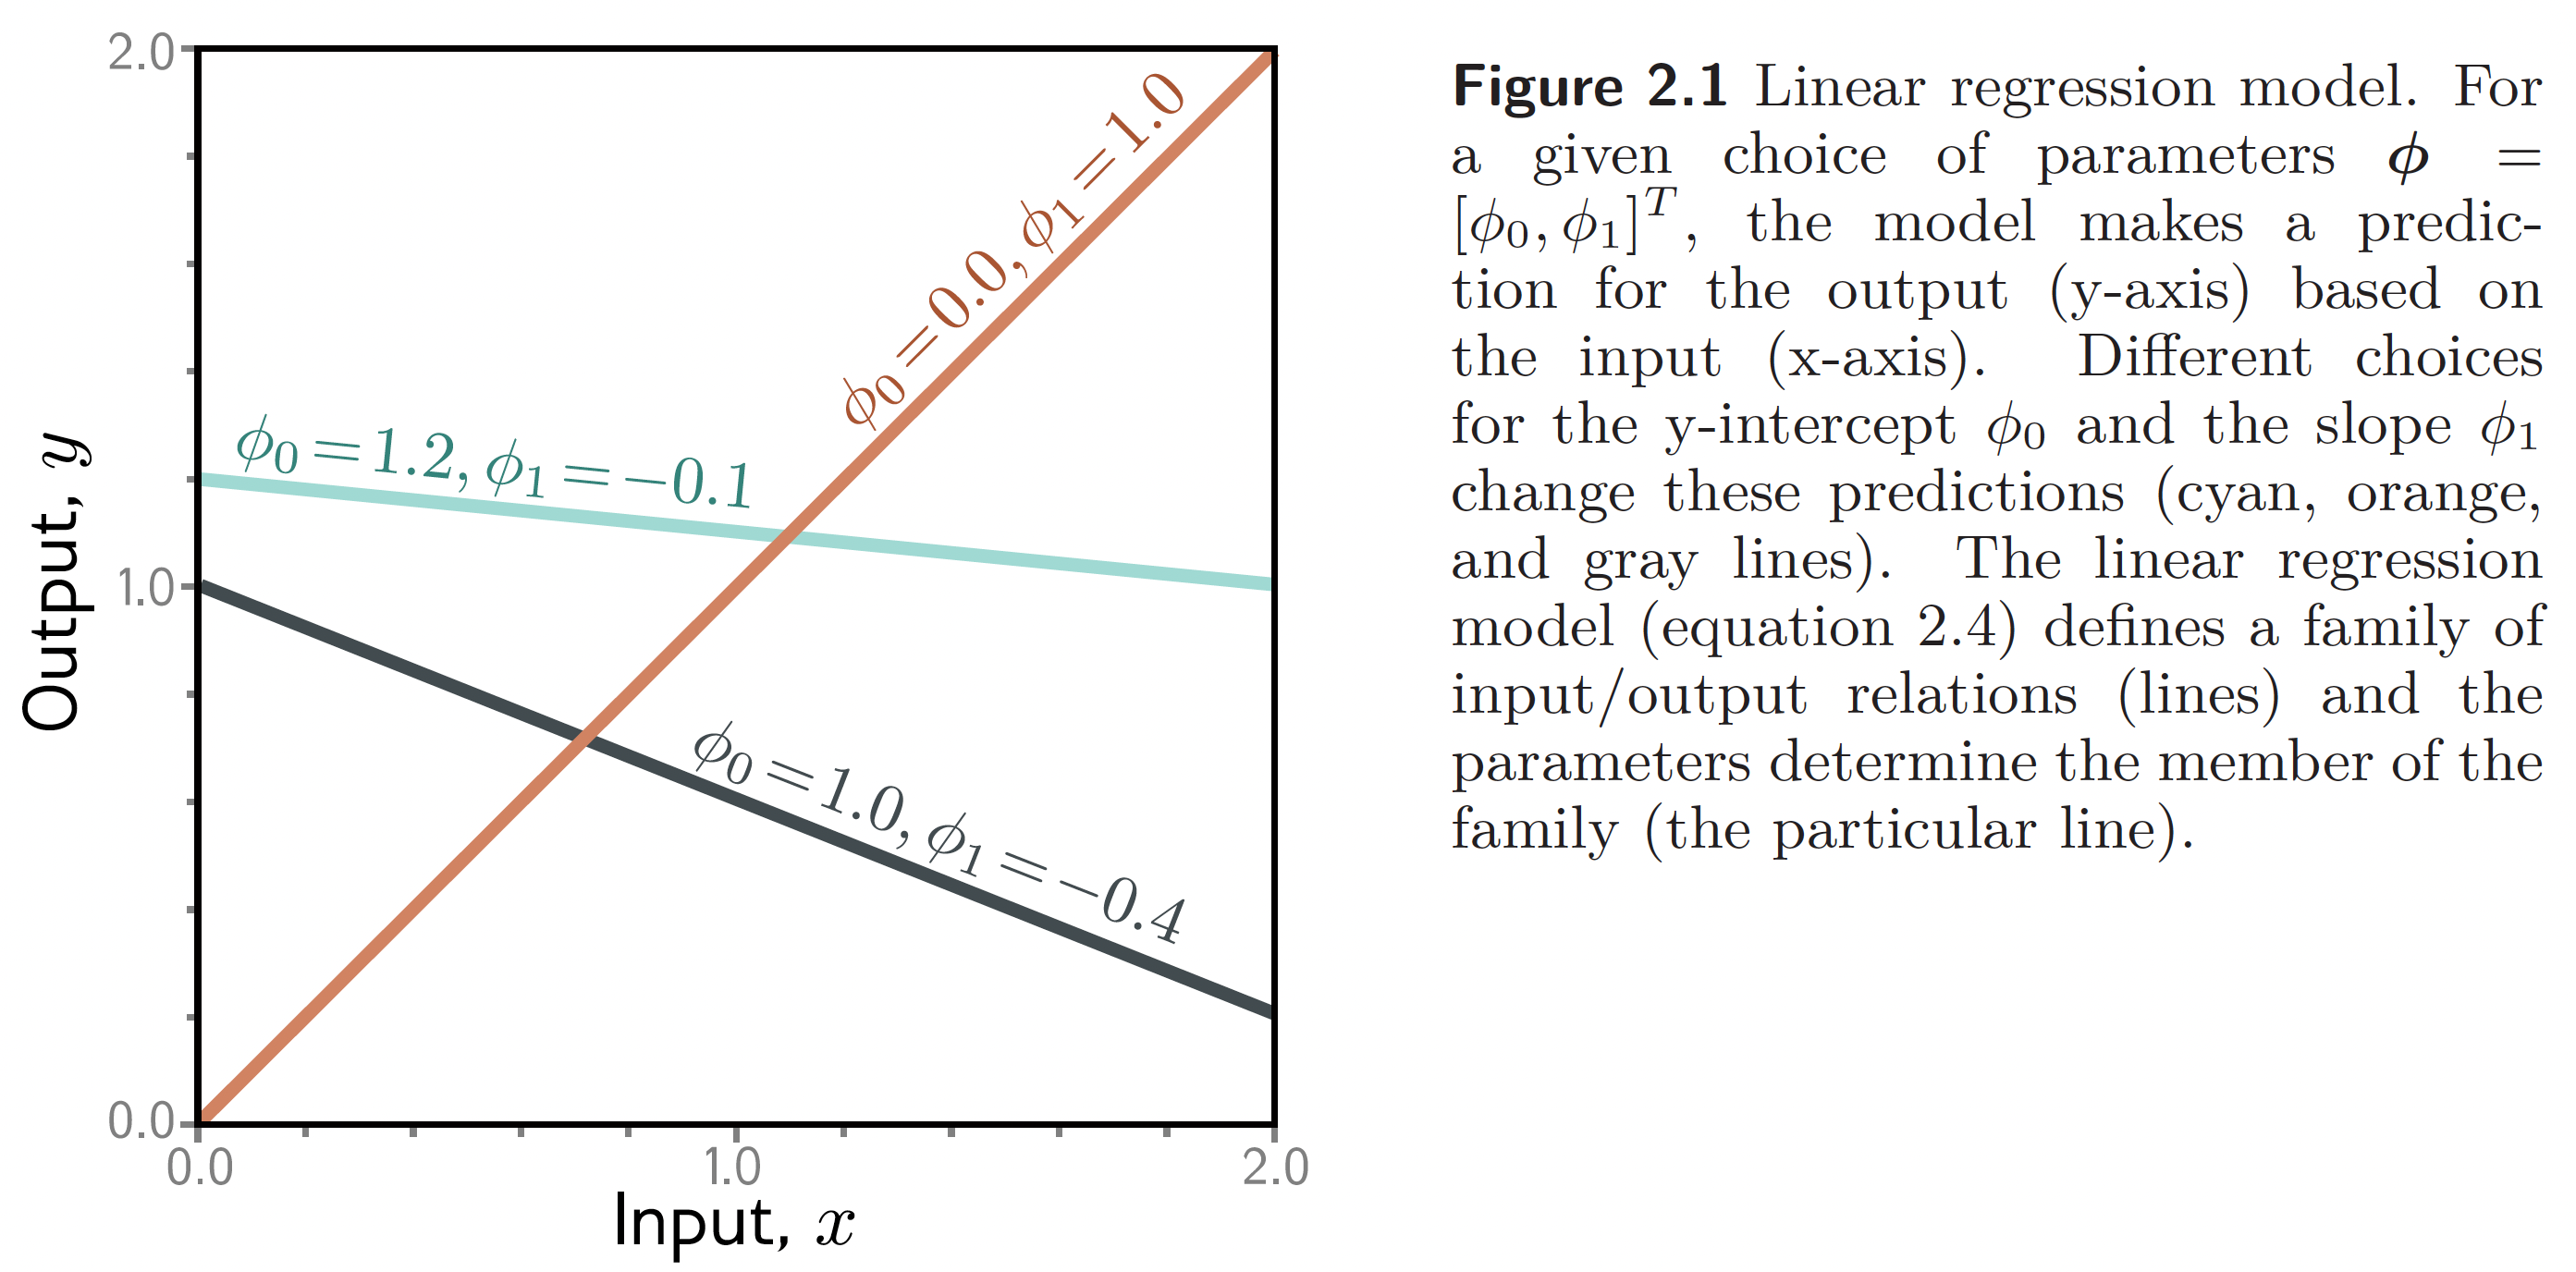 2.0
ϕ₀=0.0, ϕ₁=1.0
ϕ₀=1.2, ϕ₁=−0.1
1.0
ϕ₀=1.0, ϕ₁=−0.4
0.0
0.0 1.0 2.0
Input, x
Output, y
Figure 2.1 Linear regression model. For
a given choice of parameters ϕ =
[ϕ₀, ϕ₁]ᵀ, the model makes a predic-
tion for the output (y-axis) based on
the input (x-axis). Different choices
for the y-intercept ϕ₀ and the slope ϕ₁
change these predictions (cyan, orange,
and gray lines). The linear regression
model (equation 2.4) defines a family of
input/output relations (lines) and the
parameters determine the member of the
family (the particular line).